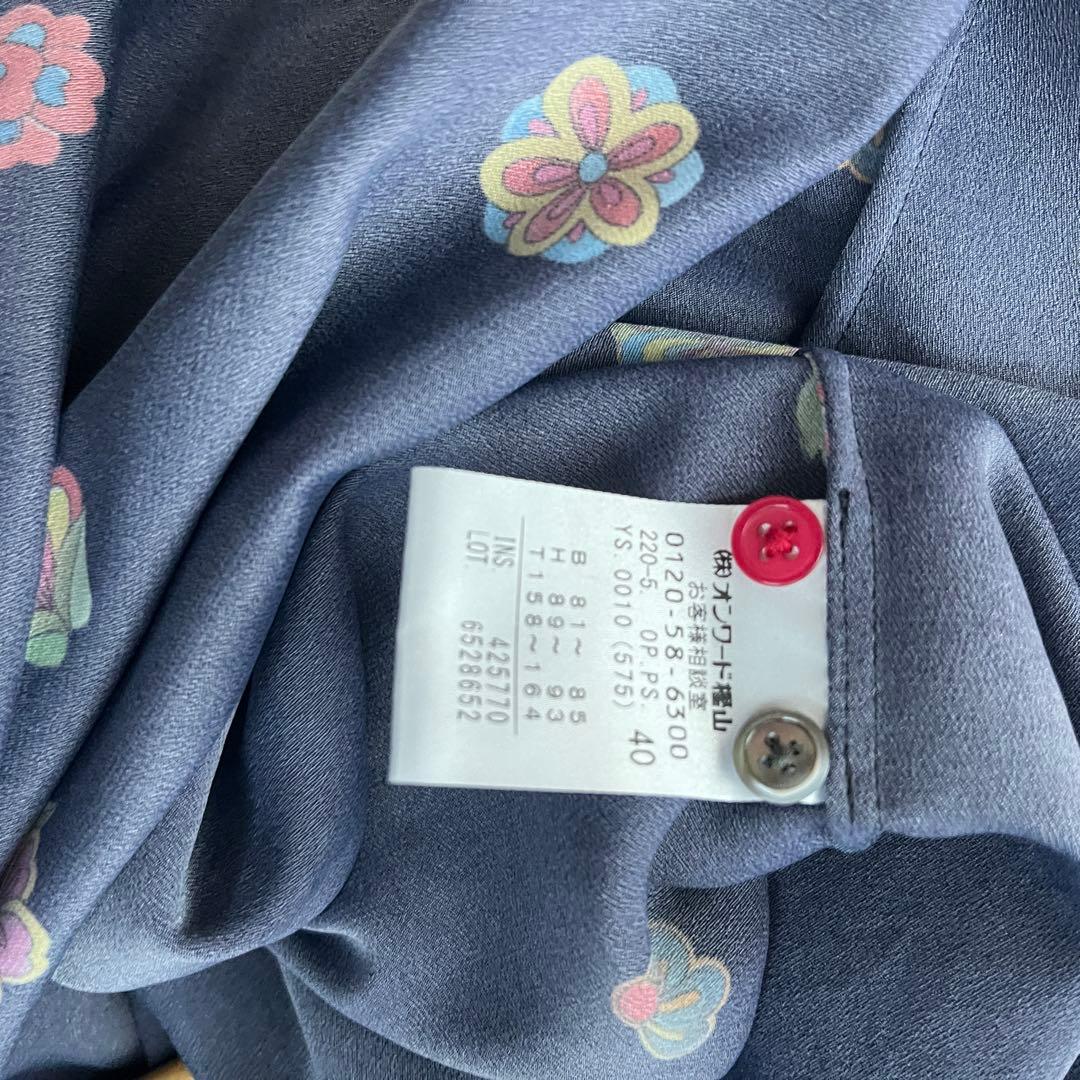 (株)オンワード樫山
お客様相談室
0120-58-6300
220-5. OP.PS. 40
YS.0010(575)
B 81~ 85
H 89~ 93
T158~164
INS. 425770
LOT. 6528652